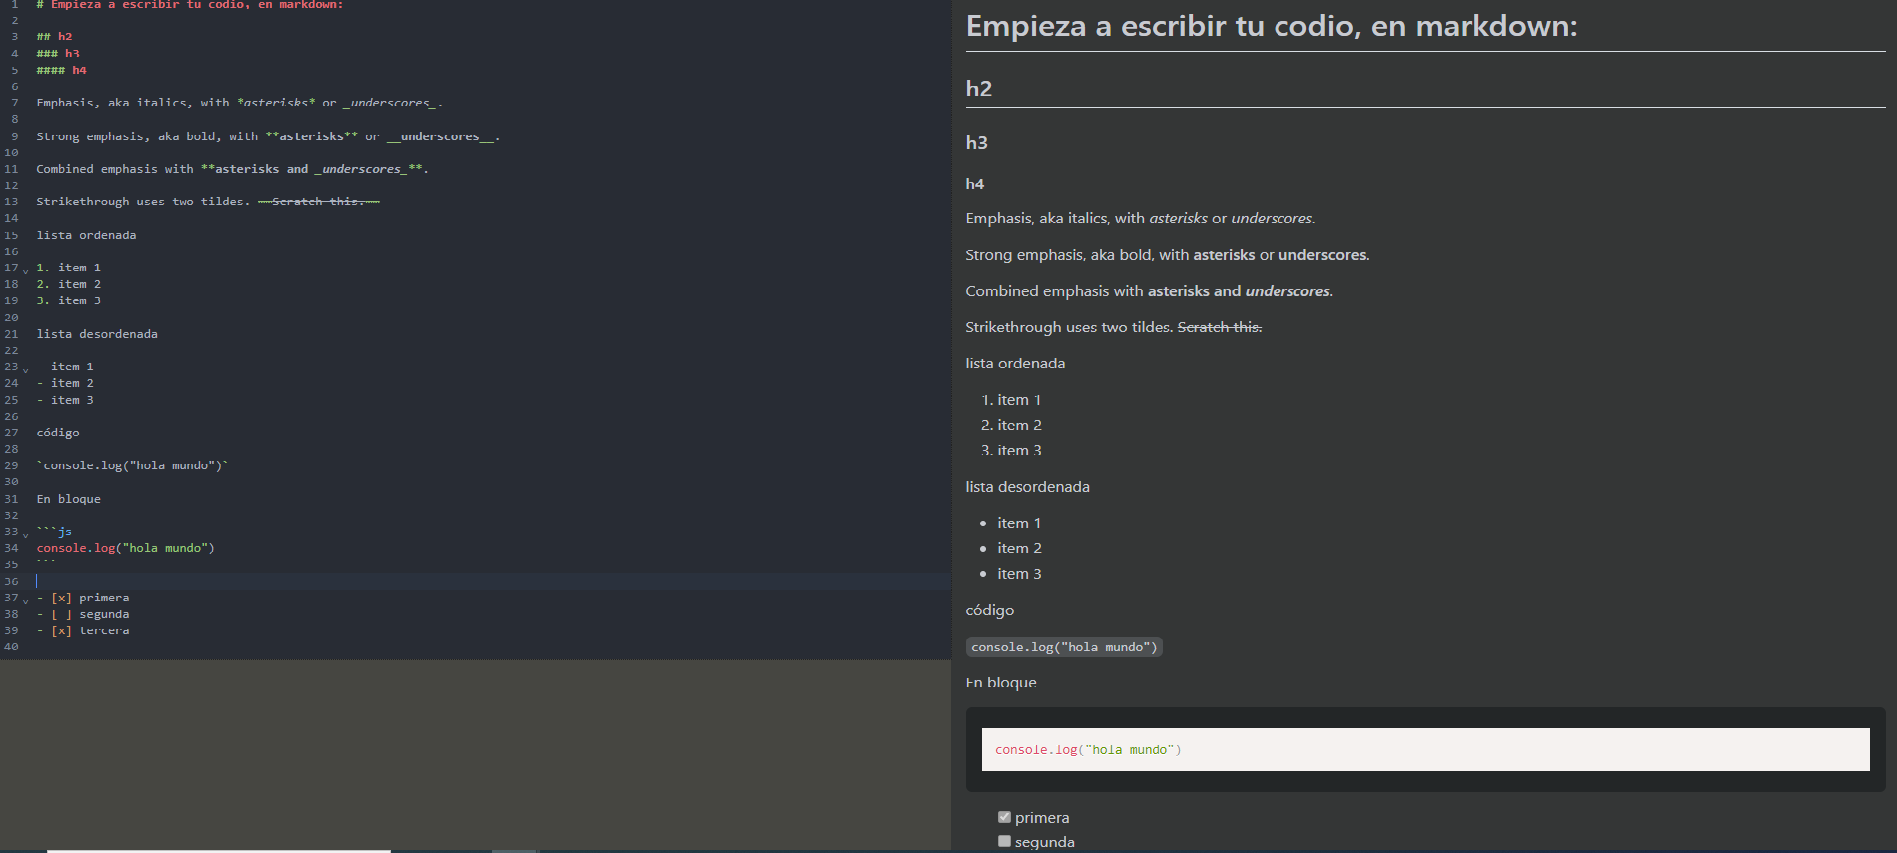 1 # Empieza a escribir tu codio, en markdown:
2
3 ## h2
4 ### h3
5 #### h4
6
7 Emphasis, aka italics, with *asterisks* or _underscores_.
8
9 Strong emphasis, aka bold, with **asterisks** or __underscores__.
10
11 Combined emphasis with **asterisks and _underscores_**.
12
13 Strikethrough uses two tildes. ~~Scratch this.~~
14
15 lista ordenada
16
17 1. item 1
18 2. item 2
19 3. item 3
20
21 lista desordenada
22
23 item 1
24 - item 2
25 - item 3
26
27 código
28
29 `console.log("hola mundo")`
30
31 En bloque
32
33 ```js
34 console.log("hola mundo")
35 ```
36
37 - [x] primera
38 - [ ] segunda
39 - [x] tercera
40
Empieza a escribir tu codio, en markdown:
h2
h3
h4
Emphasis, aka italics, with asterisks or underscores.
Strong emphasis, aka bold, with asterisks or underscores.
Combined emphasis with asterisks and underscores.
Strikethrough uses two tildes. Scratch this.
lista ordenada
1. item 1
2. item 2
3. item 3
lista desordenada
• item 1
• item 2
• item 3
código
console.log("hola mundo")
En bloque
console.log("hola mundo")
primera
segunda